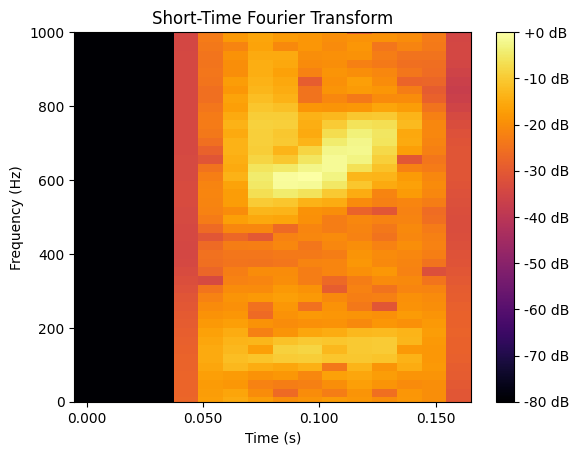 Short-Time Fourier Transform
Frequency (Hz)
1000
800
600
400
200
0
0.000
0.050
0.100
0.150
Time (s)
+0 dB
-10 dB
-20 dB
-30 dB
-40 dB
-50 dB
-60 dB
-70 dB
-80 dB